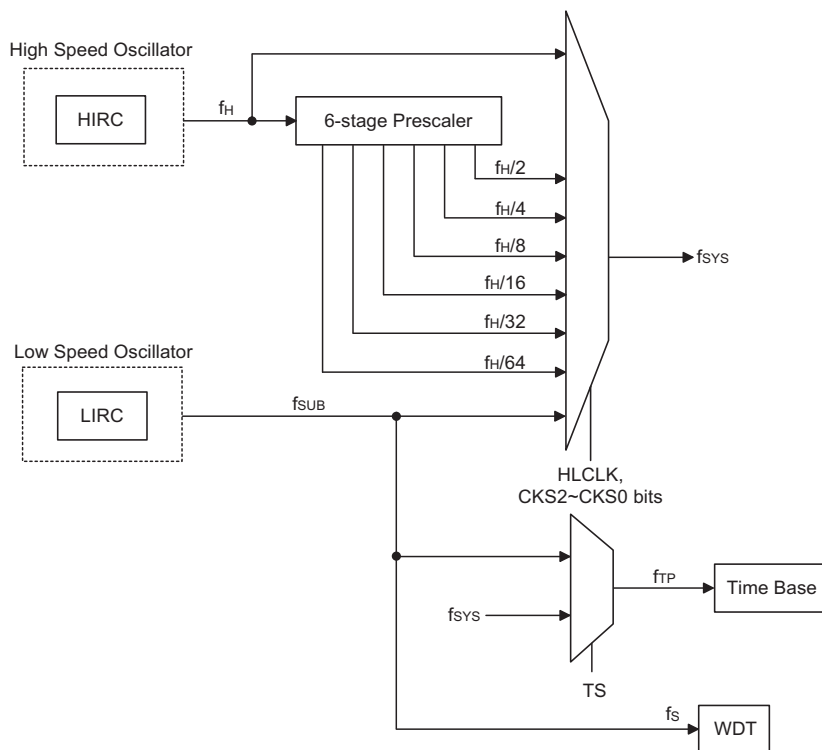 High Speed Oscillator
HIRC
fH
6-stage Prescaler
fH/2
fH/4
fH/8
fH/16
fH/32
fH/64
fSYS
Low Speed Oscillator
LIRC
fSUB
HLCLK,
CKS2~CKS0 bits
fTP
Time Base
fSYS
TS
fS
WDT